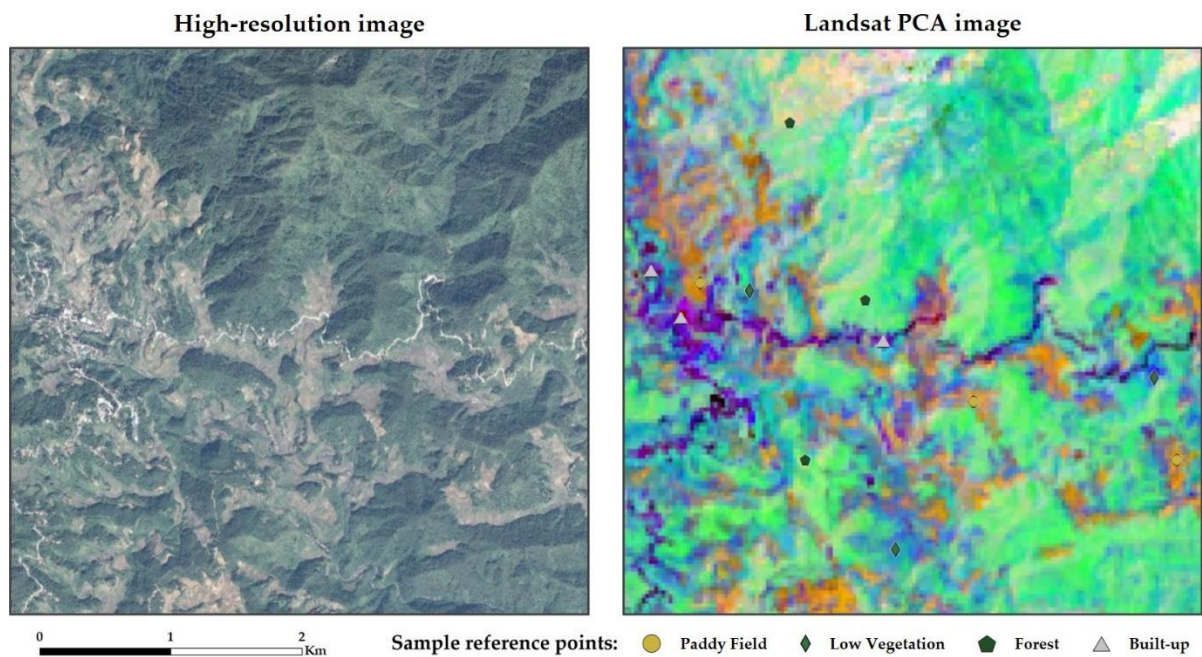 High-resolution image
Landsat PCA image
0 1 2
Km
Sample reference points: Paddy Field Low Vegetation Forest Built-up